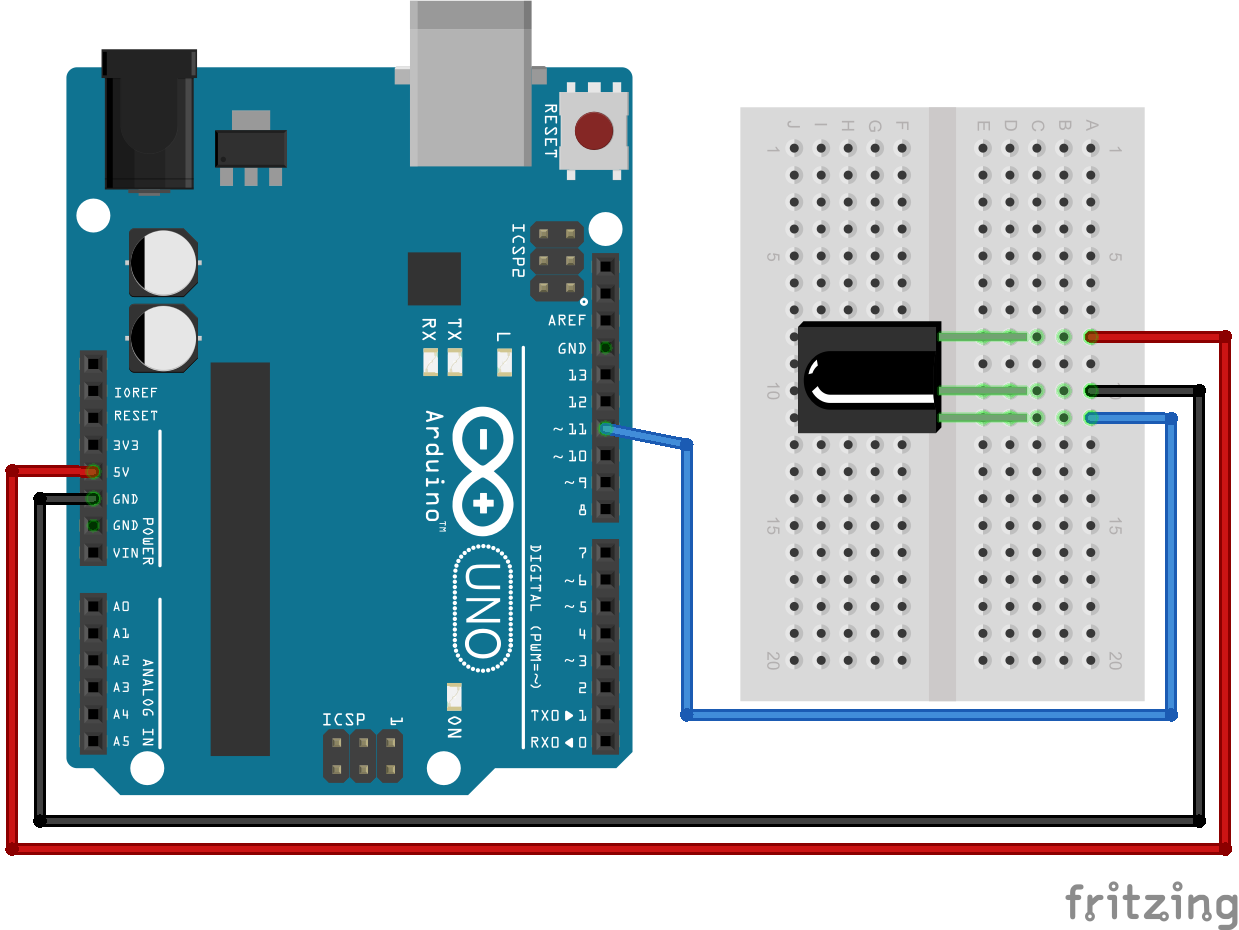 RESET
ICSP2
AREF
GND
13
12
~11
~10
~9
8
7
~6
~5
4
~3
2
TX0▶1
RX0◀0
RX
TX
L
IOREF
RESET
3V3
5V
GND
GND
VIN
POWER
A0
A1
A2
A3
A4
A5
ANALOG IN
Arduino™
UNO
DIGITAL (PWM=~)
ICSP
1
ON
J I H G F E D C B A
1 1
5 5
10
15 15
20 20
fritzing